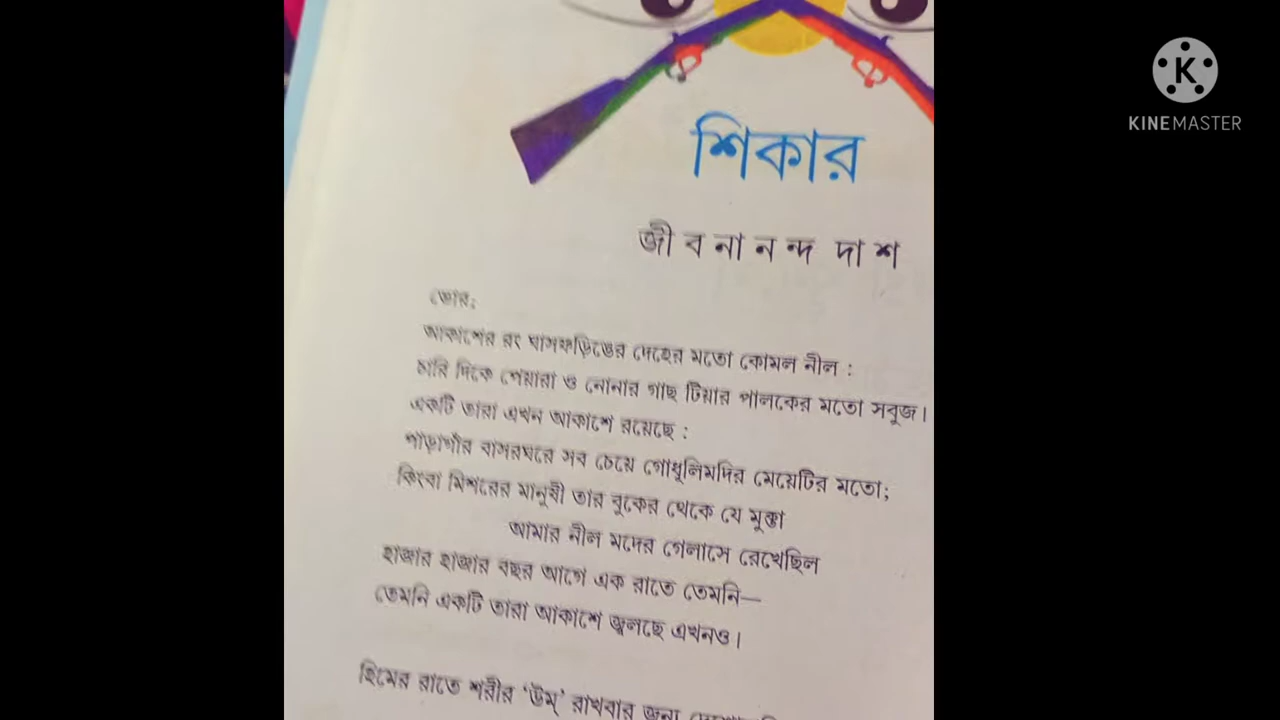 শিকার
জীবনানন্দ দাশ
ভোর;
আকাশের রং ঘাসফড়িঙের দেহের মতো কোমল নীল :
চারি দিকে পেয়ারা ও নোনার গাছ টিয়ার পালকের মতো সবুজ।
একটি তারা এখন আকাশে রয়েছে :
পাড়াগাঁর বাসরঘরে সব চেয়ে গোধূলিমদির মেয়েটির মতো;
কিংবা মিশরের মানুষী তার বুকের থেকে যে মুক্তা
আমার নীল মদের গেলাসে রেখেছিল
হাজার হাজার বছর আগে এক রাতে তেমনি—
তেমনি একটি তারা আকাশে জ্বলছে এখনও।
হিমের রাতে শরীর ‘উম্’ রাখবার জন্য
KINEMASTER